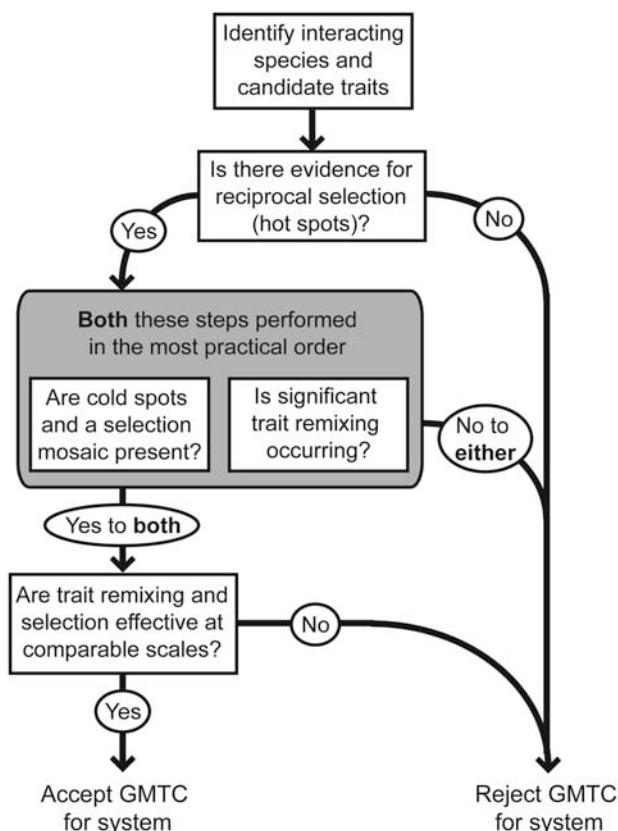 Identify interacting
species and
candidate traits
Is there evidence for
reciprocal selection
(hot spots)?
Yes
No
Both these steps performed
in the most practical order
Are cold spots
and a selection
mosaic present?
Is significant
trait remixing
occurring?
No to
either
Yes to both
Are trait remixing and
selection effective at
comparable scales?
No
Yes
Accept GMTC
for system
Reject GMTC
for system